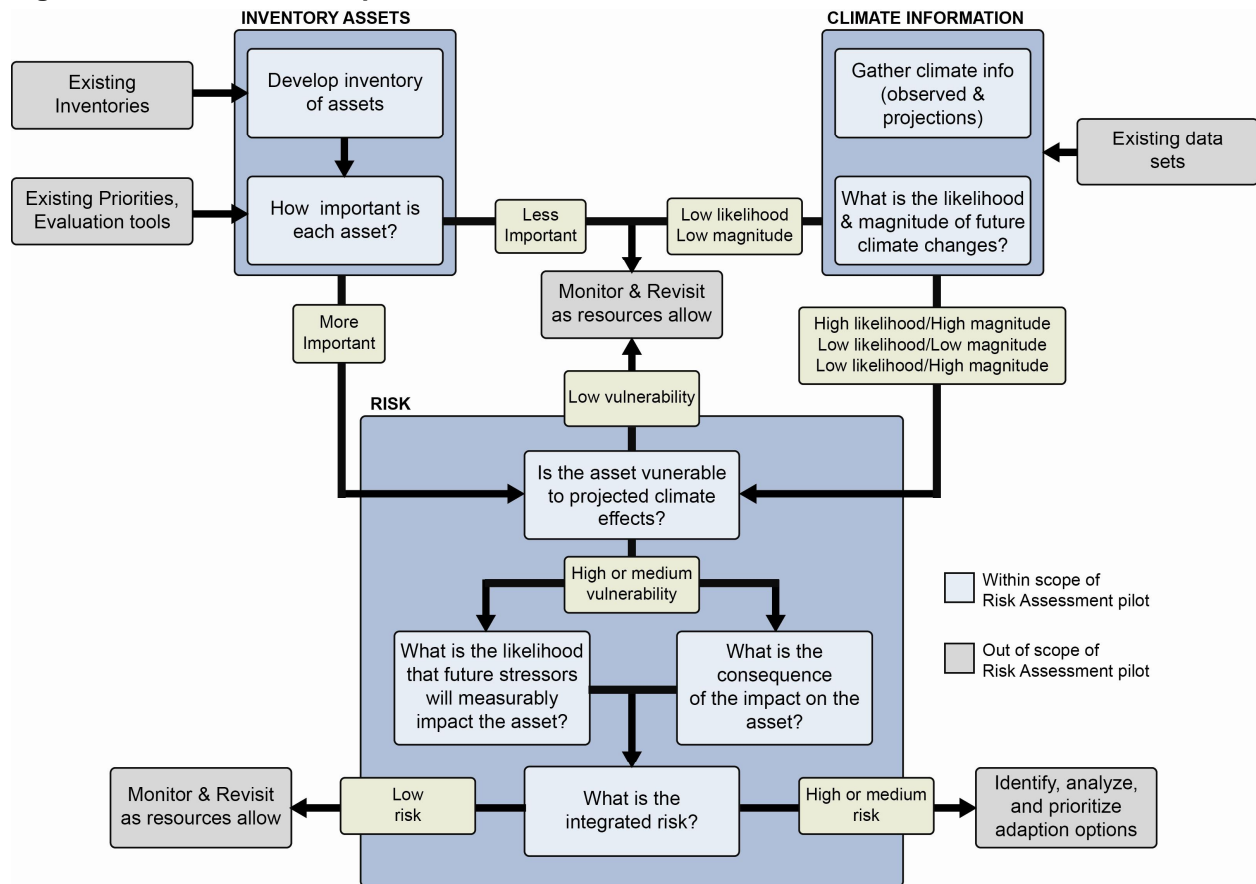 INVENTORY ASSETS
CLIMATE INFORMATION
Existing
Inventories
Develop inventory
of assets
Gather climate info
(observed &
projections)
Existing data
sets
Existing Priorities,
Evaluation tools
How important is
each asset?
Less
Important
Low likelihood
Low magnitude
What is the likelihood
& magnitude of future
climate changes?
Monitor & Revisit
as resources allow
More
Important
High likelihood/High magnitude
Low likelihood/Low magnitude
Low likelihood/High magnitude
Low vulnerability
RISK
Is the asset vunerable
to projected climate
effects?
High or medium
vulnerability
Within scope of
Risk Assessment pilot
What is the likelihood
that future stressors
will measurably
impact the asset?
What is the
consequence
of the impact on the
asset?
Out of scope of
Risk Assessment pilot
Monitor & Revisit
as resources allow
Low
risk
What is the
integrated risk?
High or medium
risk
Identify, analyze,
and prioritize
adaption options